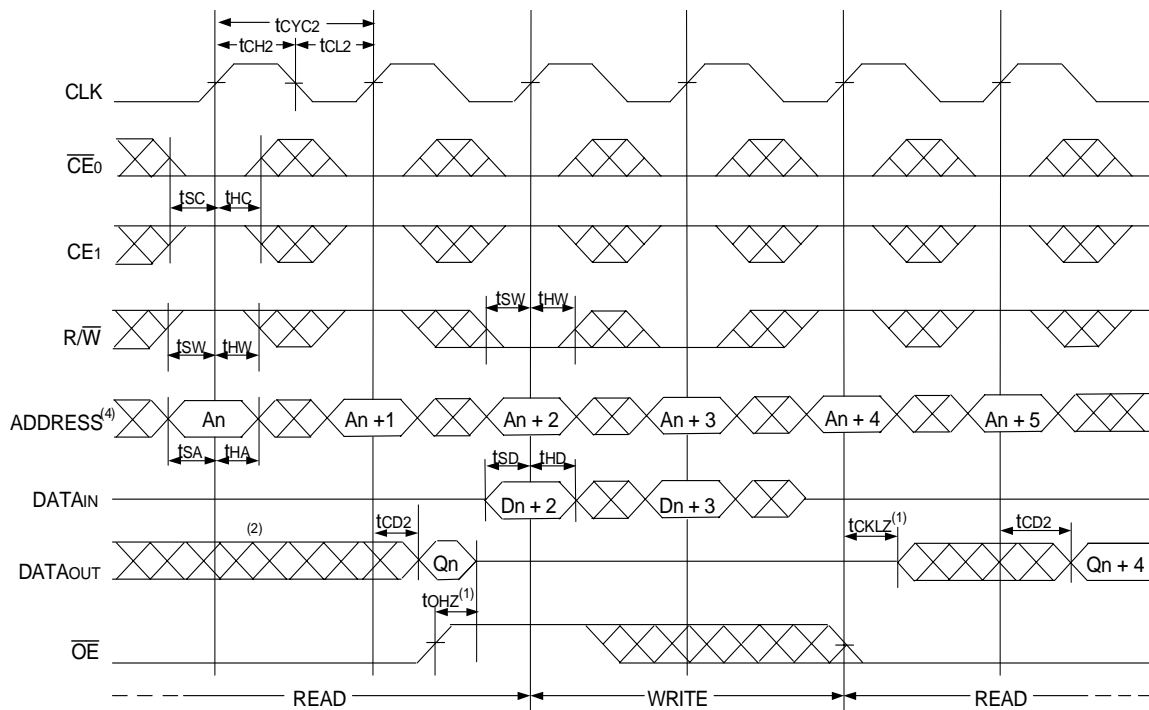 tCYC2
tCH2 tCL2
CLK
CE0
tSC tHC
CE1
tSW tHW
R/W
tSW tHW
ADDRESS(4) An An + 1 An + 2 An + 3 An + 4 An + 5
tSA tHA tSD tHD
DATAIN Dn + 2 Dn + 3
(2) tCD2 tCKLZ(1) tCD2
DATAOUT Qn Qn + 4
tOHZ(1)
OE
READ WRITE READ